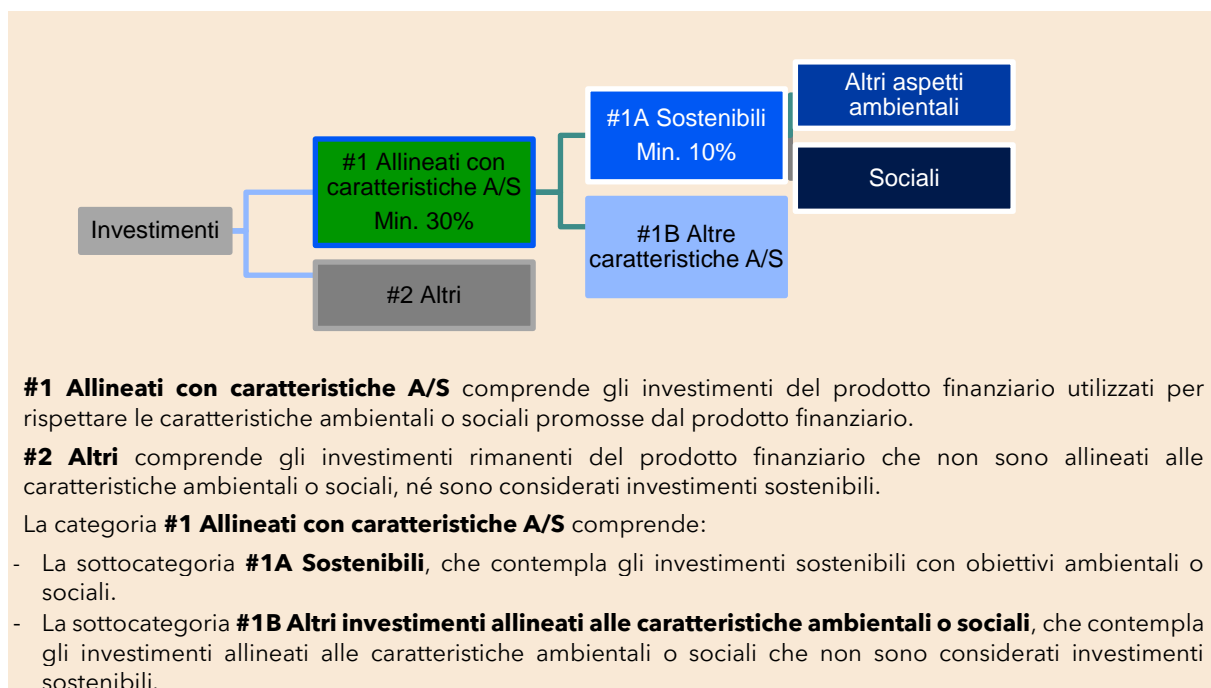 Altri aspetti
ambientali
#1A Sostenibili
Min. 10%
#1 Allineati con
caratteristiche A/S
Min. 30%
Sociali
Investimenti
#1B Altre
caratteristiche A/S
#2 Altri
#1 Allineati con caratteristiche A/S comprende gli investimenti del prodotto finanziario utilizzati per
rispettare le caratteristiche ambientali o sociali promosse dal prodotto finanziario.
#2 Altri comprende gli investimenti rimanenti del prodotto finanziario che non sono allineati alle
caratteristiche ambientali o sociali, né sono considerati investimenti sostenibili.
La categoria #1 Allineati con caratteristiche A/S comprende:
- La sottocategoria #1A Sostenibili, che contempla gli investimenti sostenibili con obiettivi ambientali o
sociali.
- La sottocategoria #1B Altri investimenti allineati alle caratteristiche ambientali o sociali, che contempla
gli investimenti allineati alle caratteristiche ambientali o sociali che non sono considerati investimenti
sostenibili.